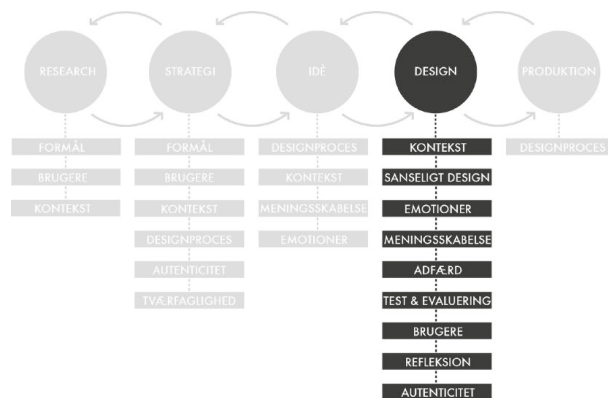 RESEARCH
STRATEGI
IDÈ
DESIGN
PRODUKTION
FORMÅL
BRUGERE
KONTEKST
FORMÅL
BRUGERE
KONTEKST
DESIGNPROCES
AUTENTICITET
TVÆRFAGLIGHED
DESIGNPROCES
KONTEKST
MENINGSSKABELSE
EMOTIONER
KONTEKST
SANSELIGT DESIGN
EMOTIONER
MENINGSSKABELSE
ADFÆRD
TEST & EVALUERING
BRUGERE
REFLEKSION
AUTENTICITET
DESIGNPROCES